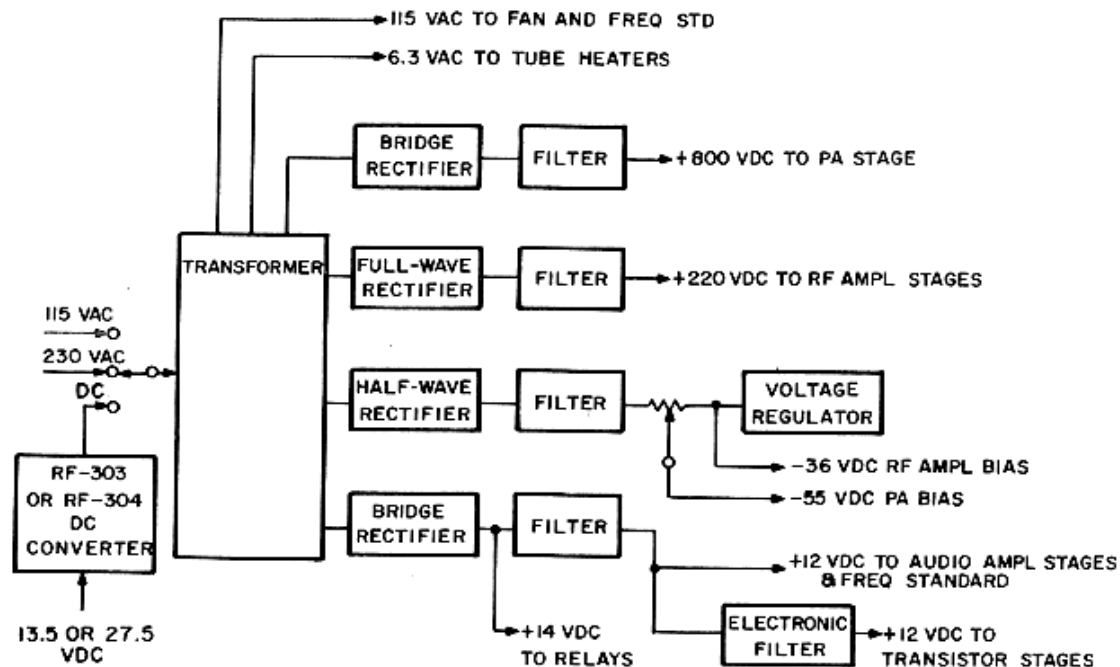 115 VAC TO FAN AND FREQ STD
6.3 VAC TO TUBE HEATERS
BRIDGE
RECTIFIER
FILTER
+800 VDC TO PA STAGE
TRANSFORMER
FULL-WAVE
RECTIFIER
FILTER
+220 VDC TO RF AMPL STAGES
115 VAC
230 VAC
DC
HALF-WAVE
RECTIFIER
FILTER
VOLTAGE
REGULATOR
-36 VDC RF AMPL BIAS
-55 VDC PA BIAS
RF-303
OR RF-304
DC
CONVERTER
13.5 OR 27.5
VDC
BRIDGE
RECTIFIER
FILTER
+12 VDC TO AUDIO AMPL STAGES
& FREQ STANDARD
+14 VDC
TO RELAYS
ELECTRONIC
FILTER
+12 VDC TO
TRANSISTOR STAGES